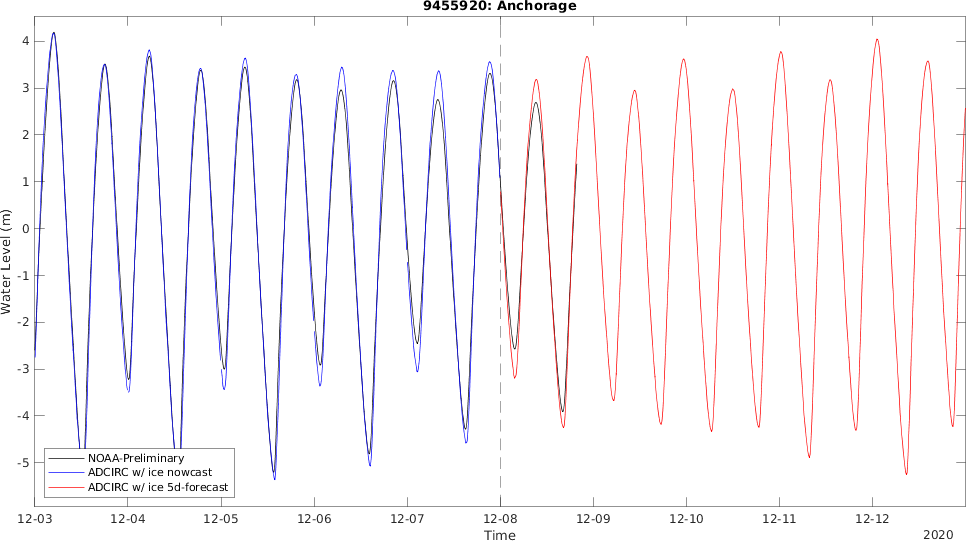 9455920: Anchorage
4
3
2
1
0
-1
-2
-3
-4
-5
Water Level (m)
NOAA-Preliminary
ADCIRC w/ ice nowcast
ADCIRC w/ ice 5d-forecast
12-03 12-04 12-05 12-06 12-07 12-08 12-09 12-10 12-11 12-12
Time
2020